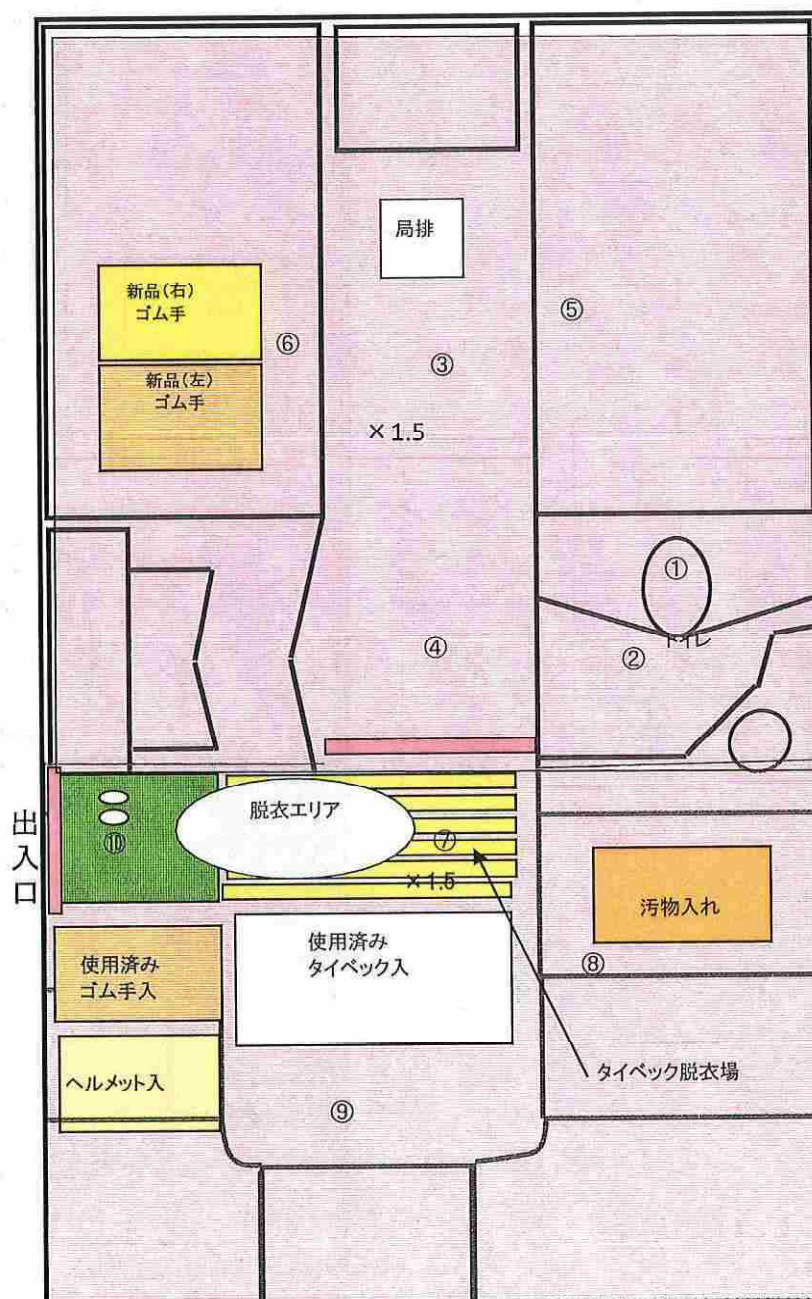 局排
新品(右)
ゴム手
⑥
新品(左)
ゴム手
③
⑤
×1.5
①
トイレ
②
④
出入口
脱衣エリア
⑩
⑦
×1.5
汚物入れ
使用済み
ゴム手入
使用済み
タイベック入
⑧
ヘルメット入
タイベック脱衣場
⑨